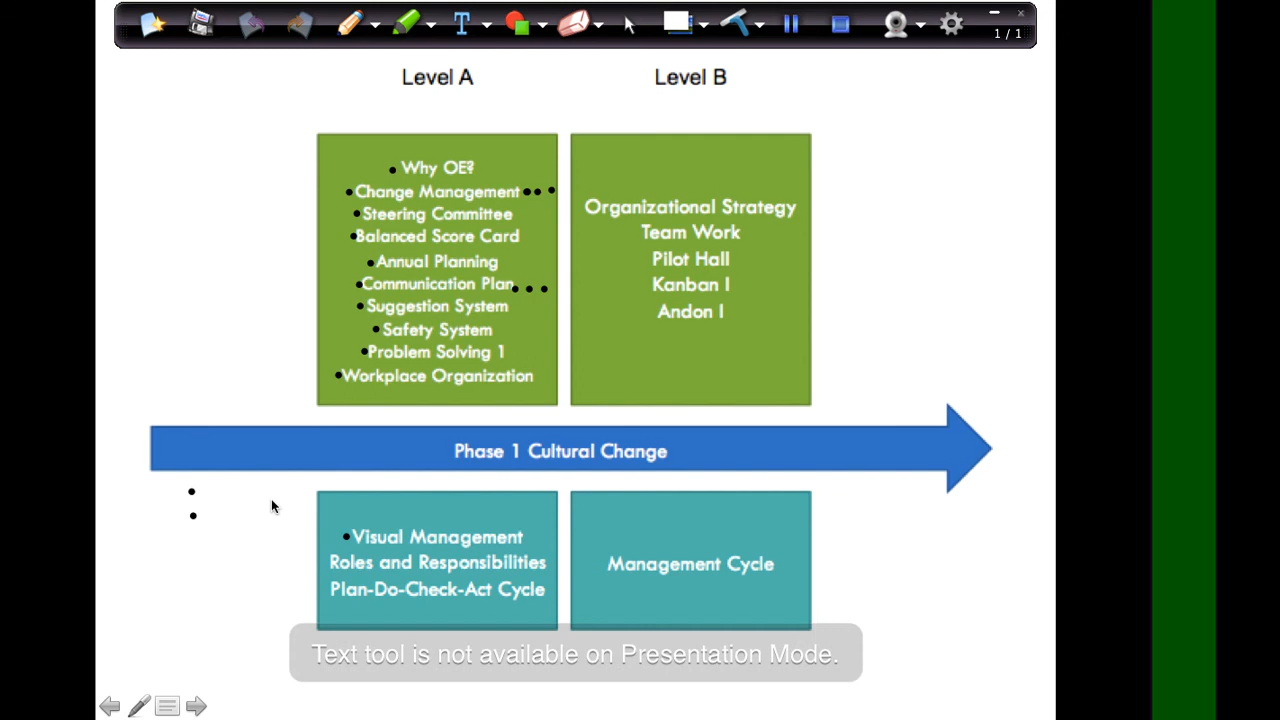 1 / 1
Level A
Level B
Why OE?
Change Management
Steering Committee
Balanced Score Card
Annual Planning
Communication Plan
Suggestion System
Safety System
Problem Solving 1
Workplace Organization
Organizational Strategy
Team Work
Pilot Hall
Kanban I
Andon I
Phase 1 Cultural Change
Visual Management
Roles and Responsibilities
Plan-Do-Check-Act Cycle
Management Cycle
Text tool is not available on Presentation Mode.